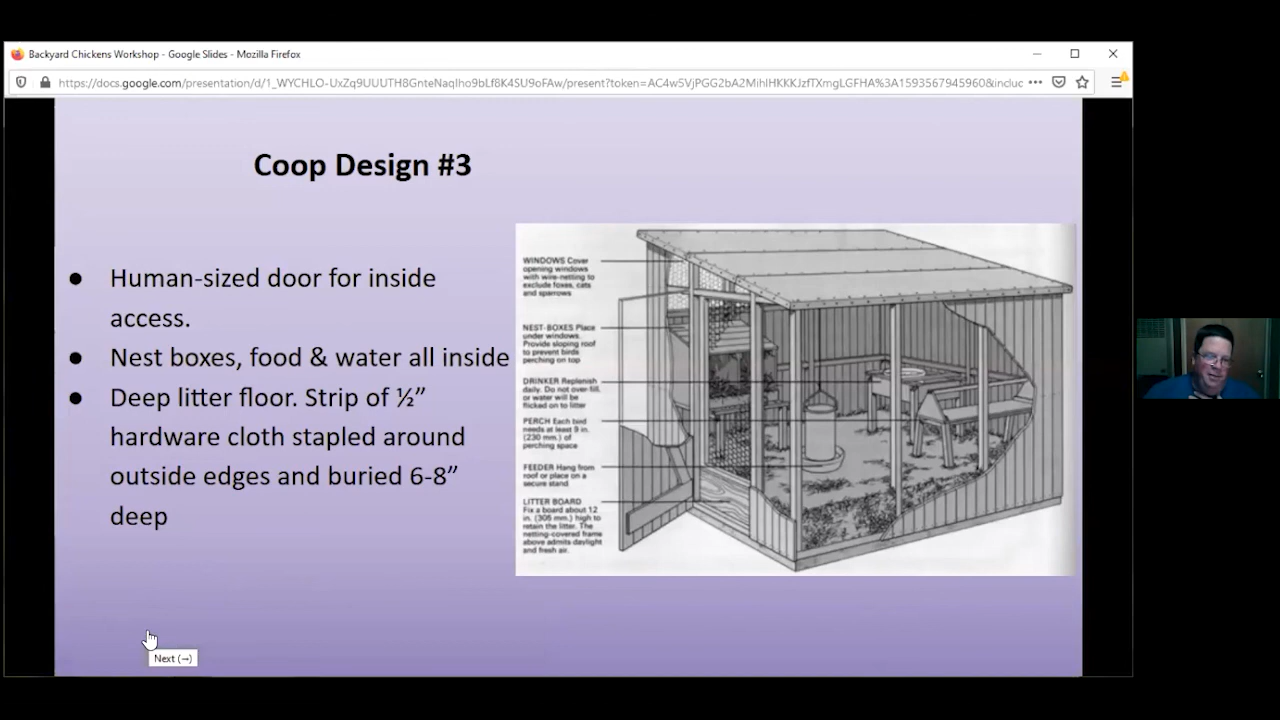 Backyard Chickens Workshop - Google Slides - Mozilla Firefox
https://docs.google.com/presentation/d/1_WYCHLO-UxZq9UUUTH8GnteNaqlho9bLf8K4SU9oFAw/present?token=AC4wSVjPGG2bA2MihlHKKKJzfTXmgLGFHA%3A1593567945960&incluc
Coop Design #3
● Human-sized door for inside
access.
● Nest boxes, food & water all inside
● Deep litter floor. Strip of ½”
hardware cloth stapled around
outside edges and buried 6-8”
deep
WINDOWS Cover
opening windows
with wire-netting to
exclude foxes, cats
and sparrows
NEST-BOXES Place
under windows.
Provide sloping roof
to prevent birds
perching on top
DRINKER Replenish
daily. Do not over-fill,
or water will be
flicked on to litter
PERCH Each bird
needs at least 9 in.
(230 mm.) of
perching space
FEEDER Hang from
roof or place on a
secure stand
LITTER BOARD
Fix a board about 12
in. (305 mm.) high to
retain the litter. The
netting-covered frame
above admits daylight
and fresh air.
Next (→)